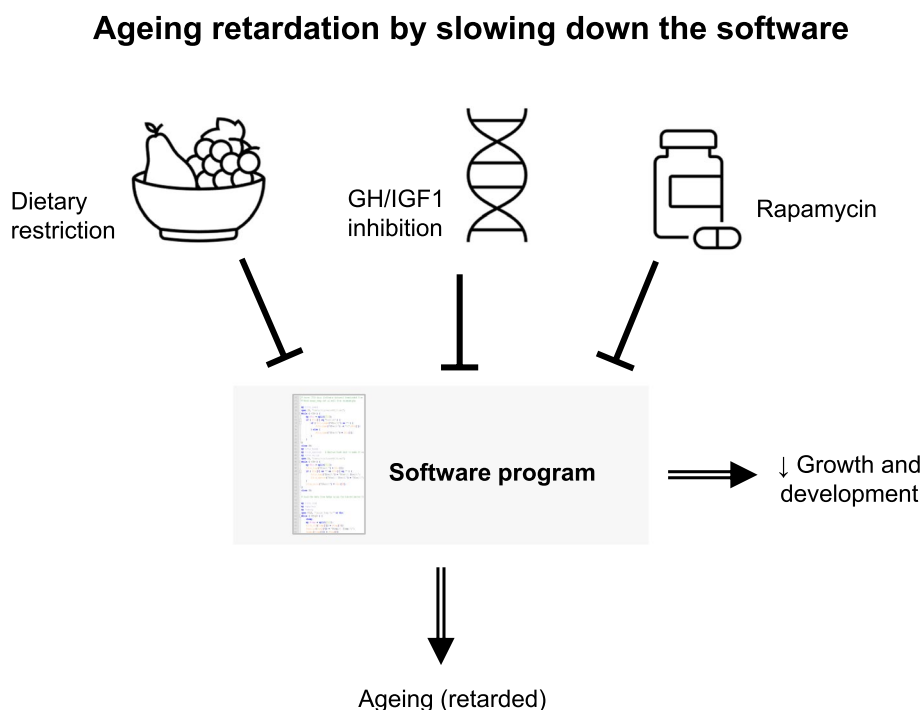 Ageing retardation by slowing down the software
Dietary
restriction
GH/IGF1
inhibition
Rapamycin
Software program
↓ Growth and
development
Ageing (retarded)